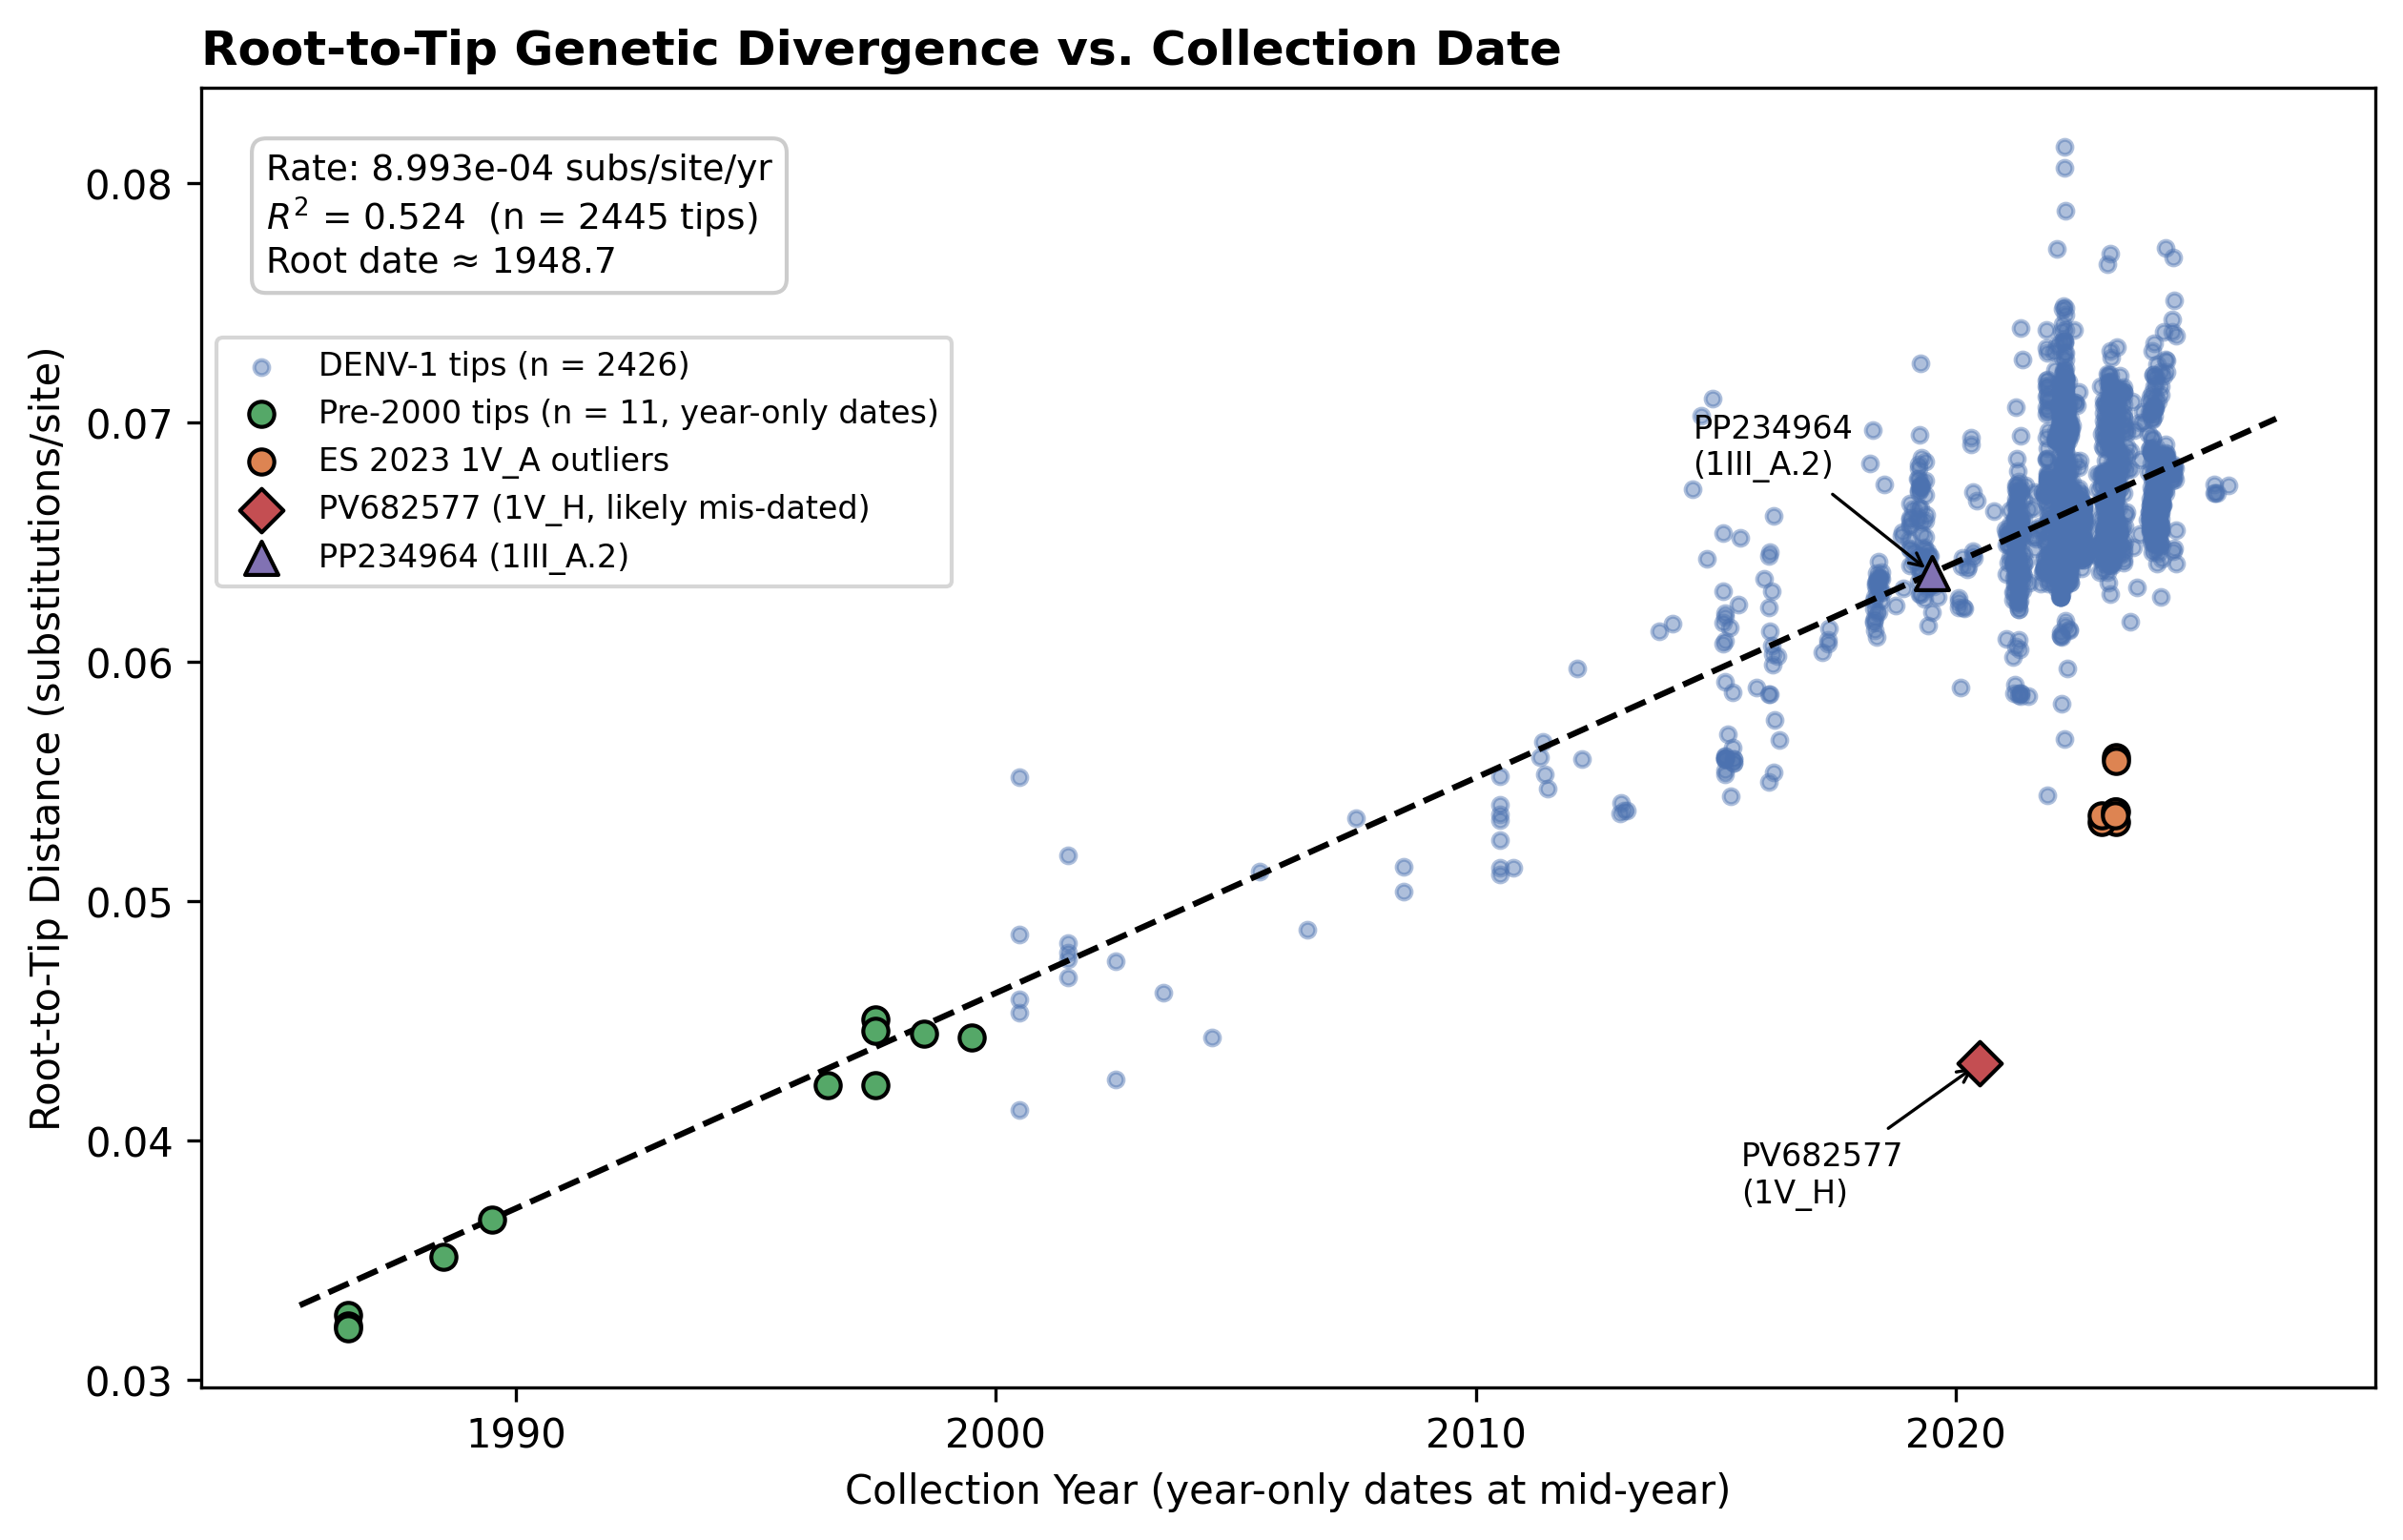 Root-to-Tip Genetic Divergence vs. Collection Date
Rate: 8.993e-04 subs/site/yr
R² = 0.524 (n = 2445 tips)
Root date ≈ 1948.7
DENV-1 tips (n = 2426)
Pre-2000 tips (n = 11, year-only dates)
ES 2023 1V_A outliers
PV682577 (1V_H, likely mis-dated)
PP234964 (1III_A.2)
PP234964
(1III_A.2)
PV682577
(1V_H)
Root-to-Tip Distance (substitutions/site)
0.08
0.07
0.06
0.05
0.04
0.03
1990
2000
2010
2020
Collection Year (year-only dates at mid-year)